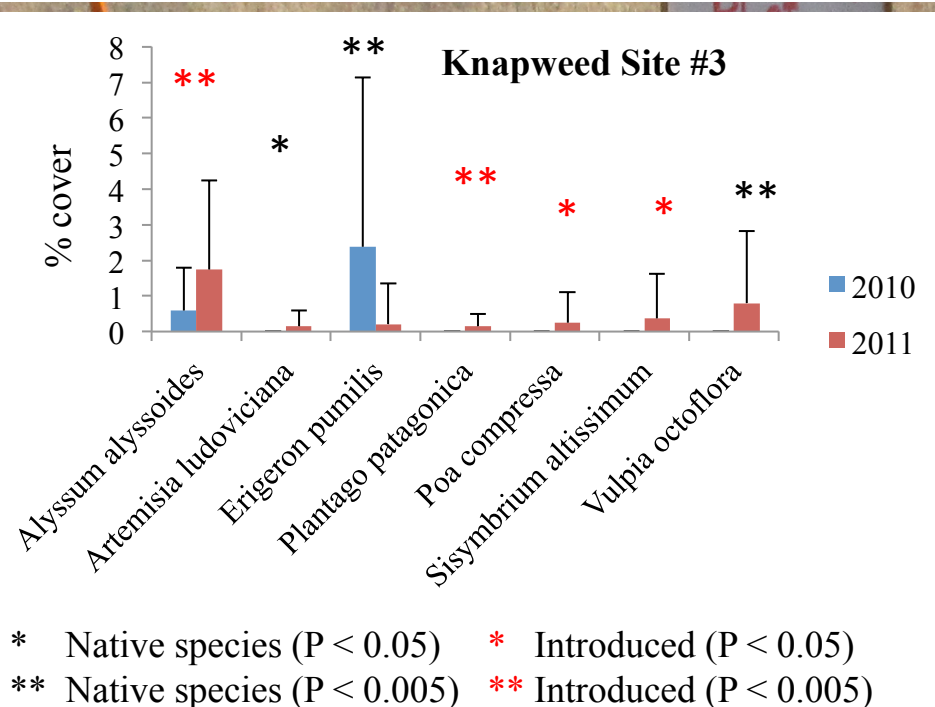 8
7
6
5
4
3
2
1
0
% cover
Knapweed Site #3
**
*
**
**
*
*
**
2010
2011
Alyssum alyssoides
Artemisia ludoviciana
Erigeron pumilis
Plantago patagonica
Poa compressa
Sisymbrium altissimum
Vulpia octoflora
* Native species (P < 0.05) * Introduced (P < 0.05)
** Native species (P < 0.005) ** Introduced (P < 0.005)